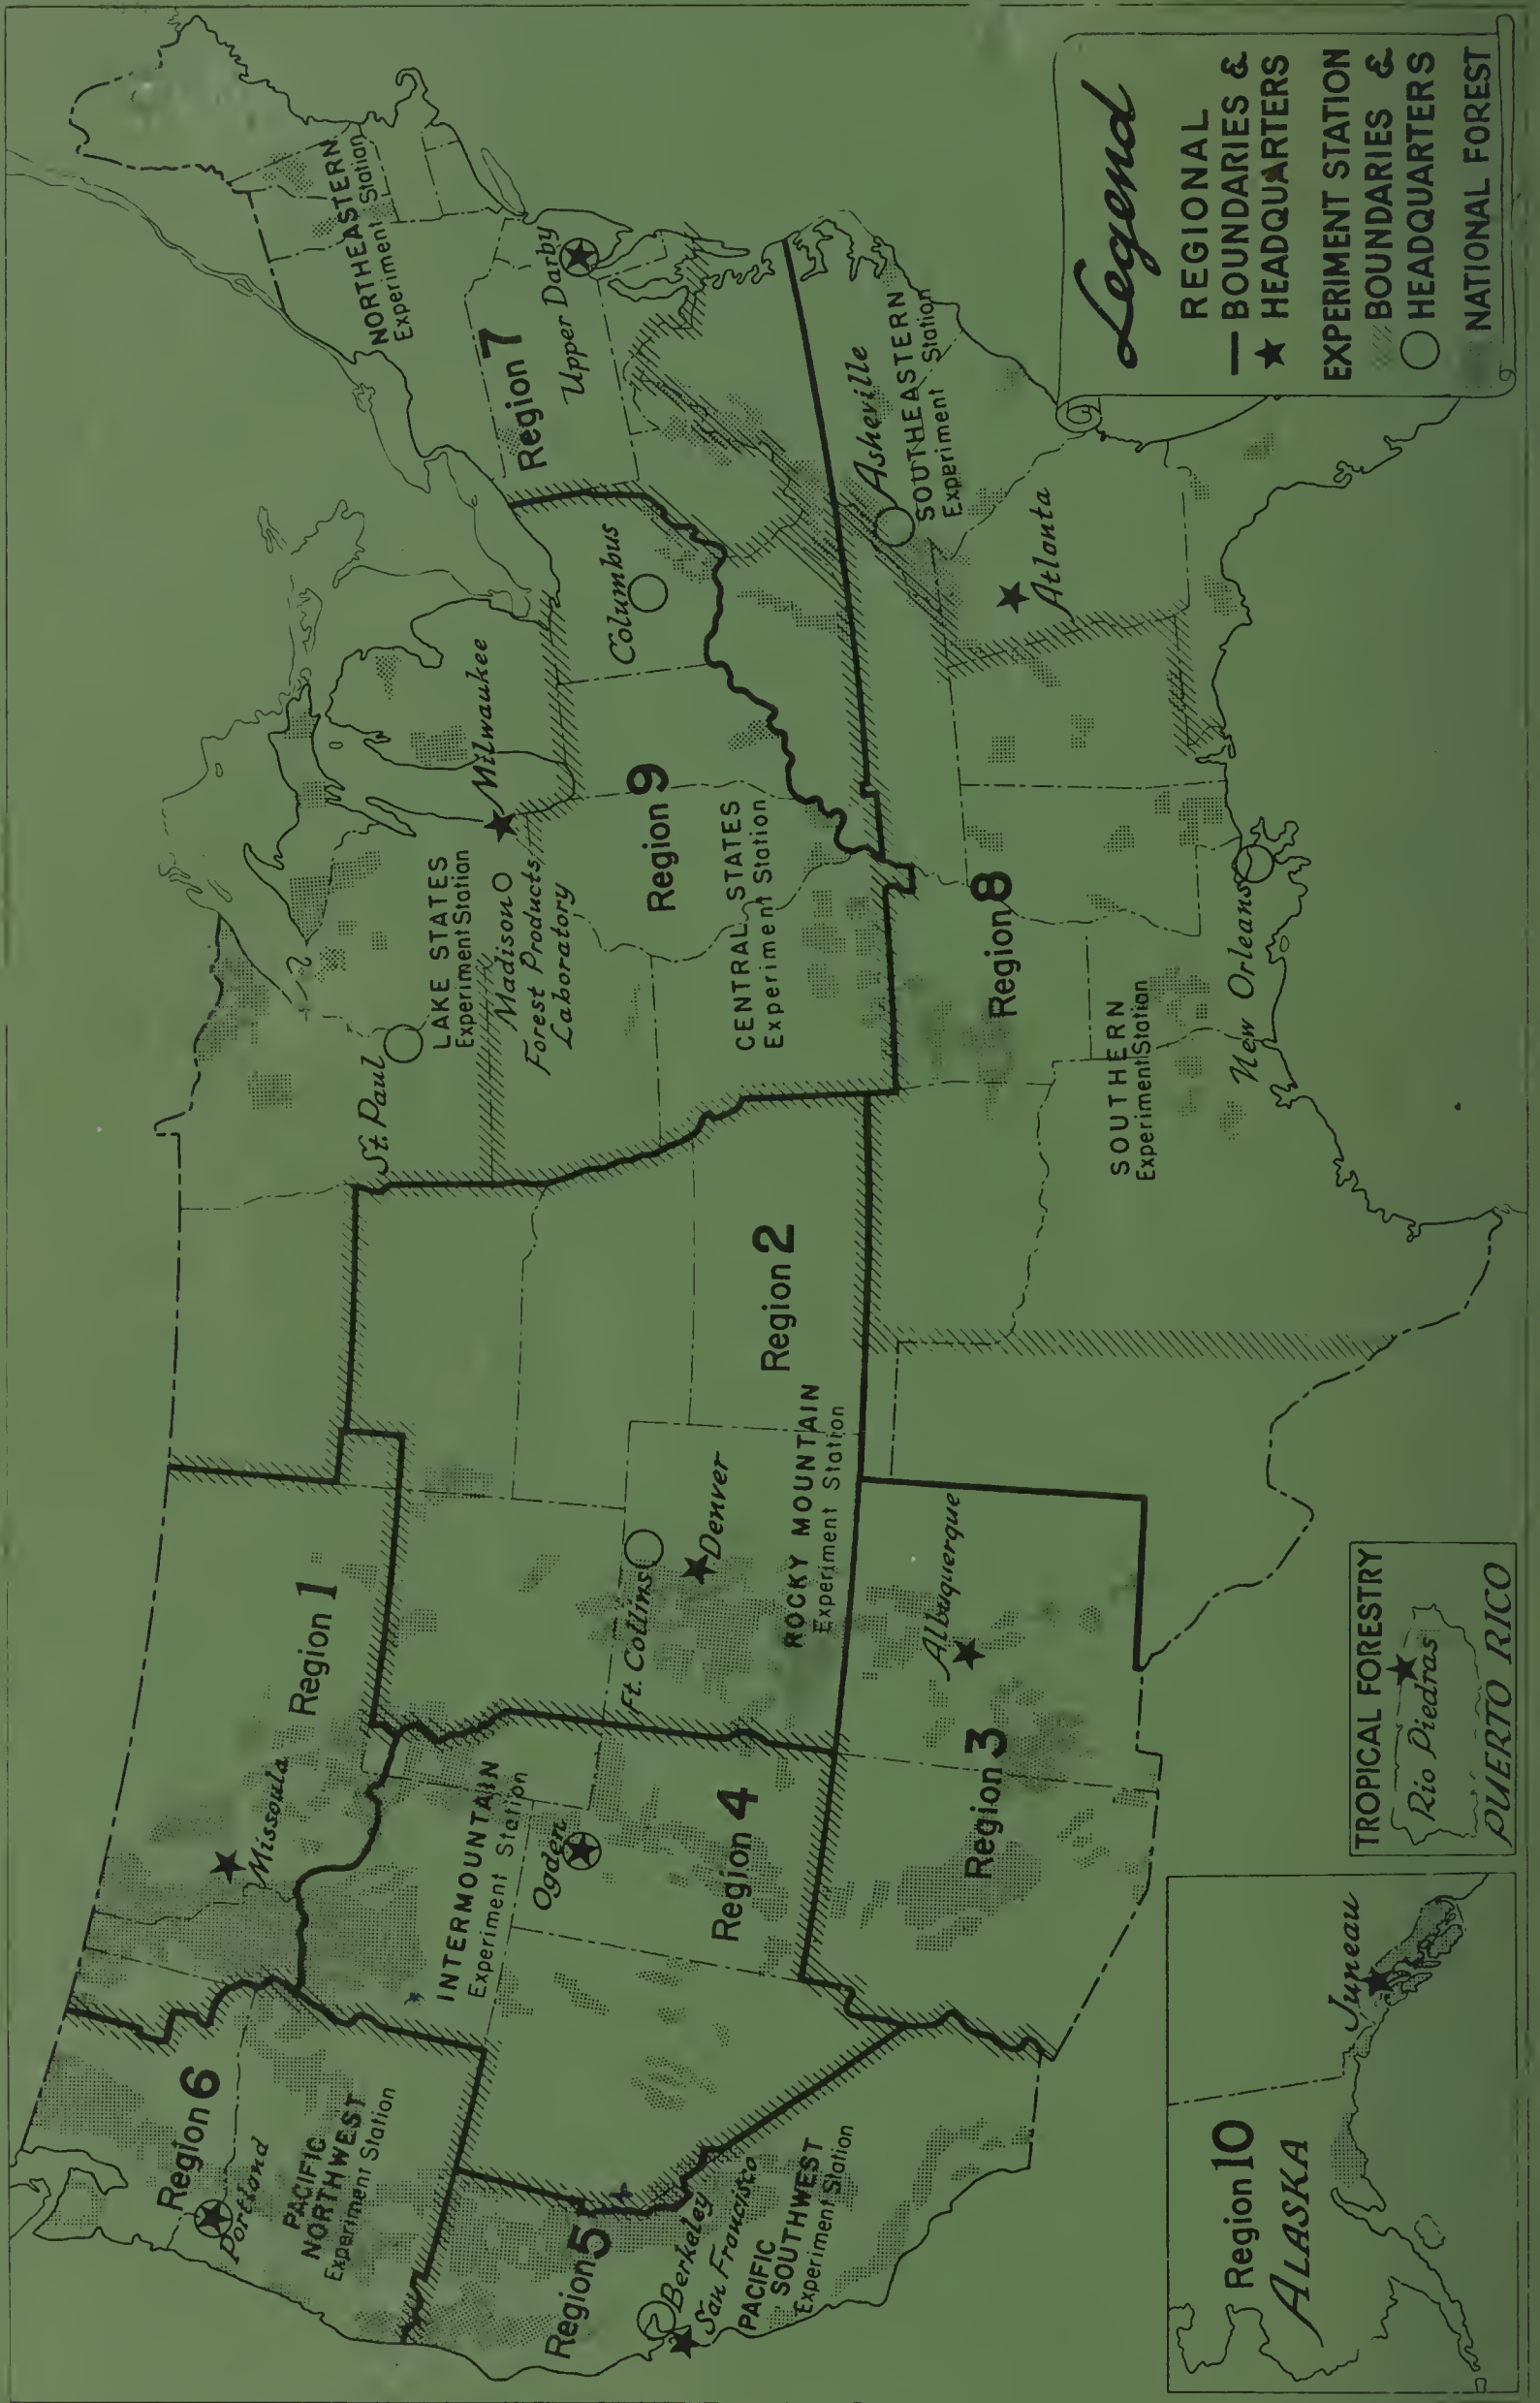 Region 6
Portland
PACIFIC
NORTHWEST
Experiment Station
Missoula
Region 1
INTERMOUNTAIN
Experiment Station
Ogden
Region 4
Region 5
Berkeley
San Francisco
PACIFIC
SOUTHWEST
Experiment Station
Ft. Collins
Denver
Region 2
ROCKY MOUNTAIN
Experiment Station
Albuquerque
Region 3
St. Paul
LAKE STATES
Experiment Station
Madison
Forest Products
Laboratory
Milwaukee
Region 9
CENTRAL STATES
Experiment Station
Columbus
NORTHEASTERN
Experiment Station
Region 7
Upper Darby
Asheville
SOUTHEASTERN
Experiment Station
Atlanta
Region 8
SOUTHERN
Experiment Station
New Orleans
Region 10
ALASKA
Juneau
TROPICAL FORESTRY
Rio Piedras
PUERTO RICO
Legend
REGIONAL
BOUNDARIES &
HEADQUARTERS
EXPERIMENT STATION
BOUNDARIES &
HEADQUARTERS
NATIONAL FOREST